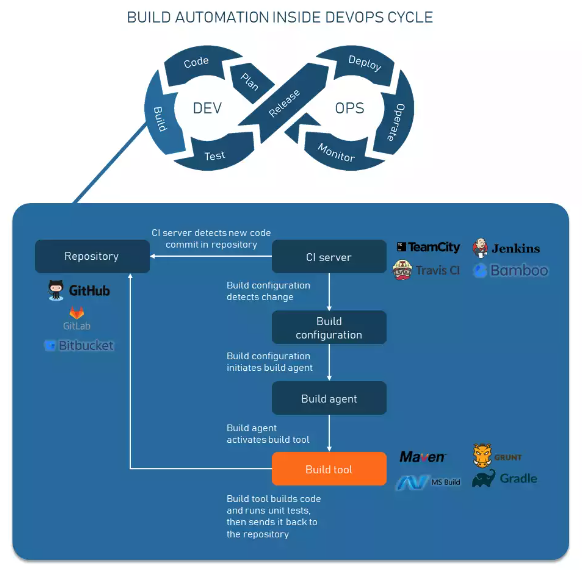 BUILD AUTOMATION INSIDE DEVOPS CYCLE
Code
Plan
Deploy
Build
DEV
Release
OPS
Operate
Test
Monitor
CI server detects new code
commit in repository
Repository
CI server
TeamCity
Jenkins
Travis CI
Bamboo
GitHub
GitLab
Bitbucket
Build configuration
detects change
Build
configuration
Build configuration
initiates build agent
Build agent
Build agent
activates build tool
Build tool
Maven
GRUNT
MS Build
Gradle
Build tool builds code
and runs unit tests,
then sends it back to
the repository